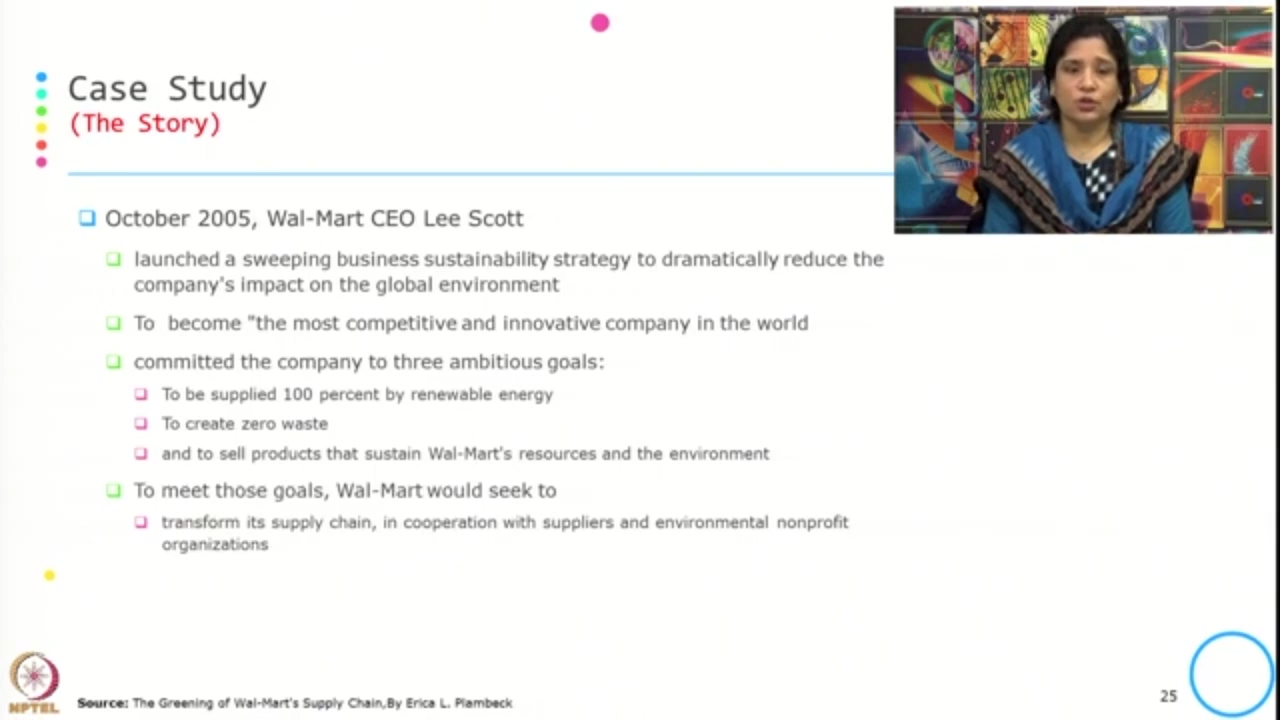 Case Study
(The Story)
October 2005, Wal-Mart CEO Lee Scott
launched a sweeping business sustainability strategy to dramatically reduce the
company's impact on the global environment
To become "the most competitive and innovative company in the world
committed the company to three ambitious goals:
To be supplied 100 percent by renewable energy
To create zero waste
and to sell products that sustain Wal-Mart's resources and the environment
To meet those goals, Wal-Mart would seek to
transform its supply chain, in cooperation with suppliers and environmental nonprofit
organizations
NPTEL
Source: The Greening of Wal-Mart's Supply Chain,By Erica L. Plambeck
25